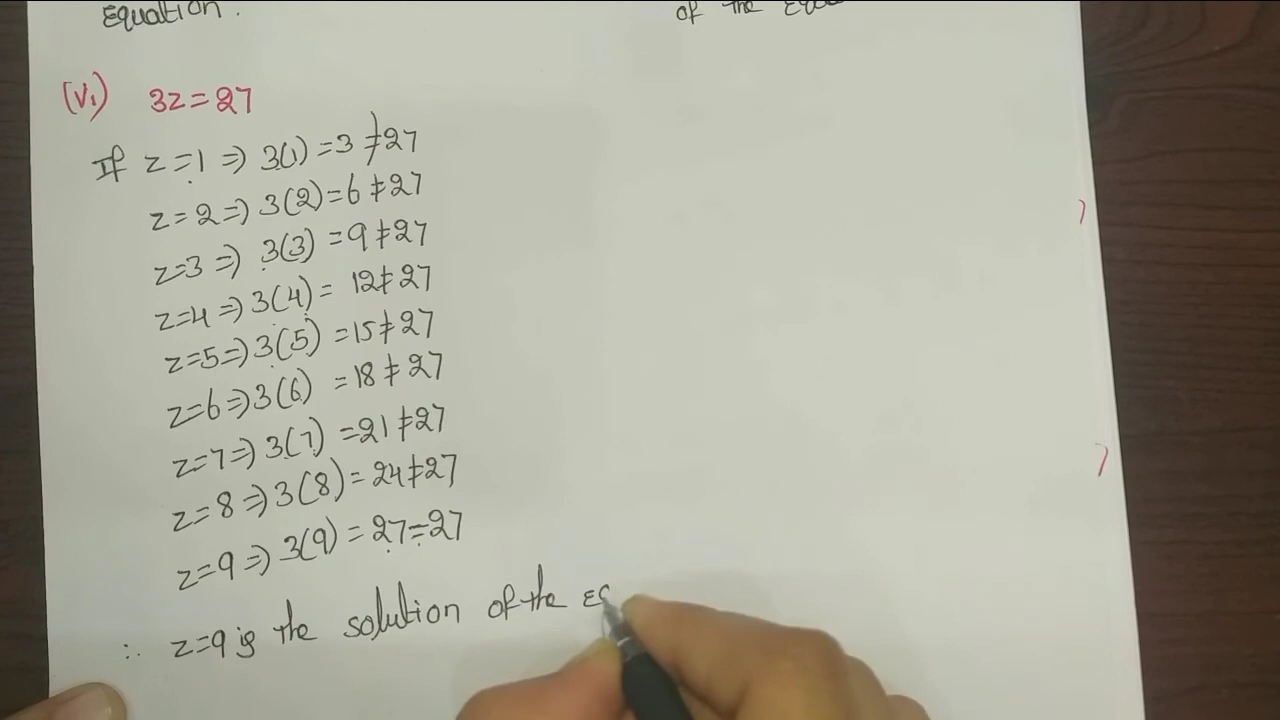 Equation.
of the
(Vi) 3z=27
If z=1 => 3(1) =3 ≠27
z=2=> 3(2)=6≠27
z=3 => 3(3) =9≠27
z=4=> 3(4)= 12≠27
z=5=> 3(5) =15≠27
z=6=> 3(6) =18≠27
z=7=> 3(7) =21≠27
z=8=> 3(8)=24≠27
z=9=> 3(9) =27=27
∴ z=9 is the solution of the